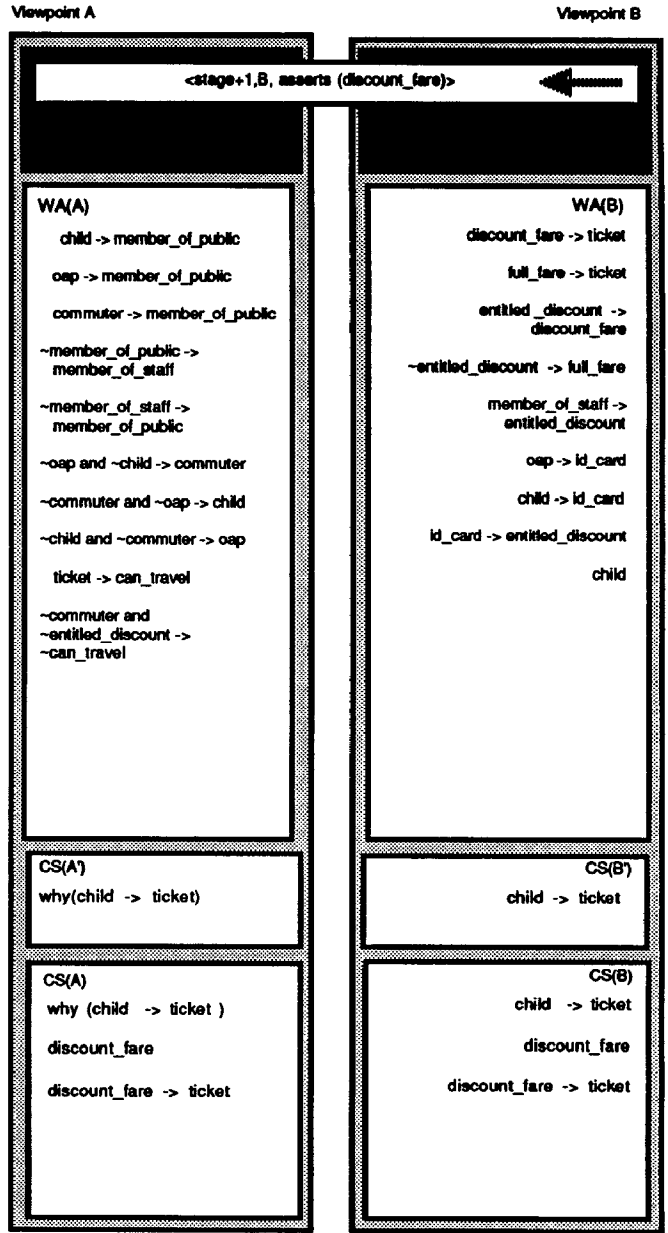 Viewpoint A
Viewpoint B
<stage+1,B, asserts (discount_fare)>
WA(A)
child -> member_of_public
oap -> member_of_public
commuter -> member_of_public
~member_of_public ->
member_of_staff
~member_of_staff ->
member_of_public
~oap and ~child -> commuter
~commuter and ~oap -> child
~child and ~commuter -> oap
ticket -> can_travel
~commuter and
~entitled_discount ->
~can_travel
WA(B)
discount_fare -> ticket
full_fare -> ticket
entitled _discount ->
discount_fare
~entitled_discount -> full_fare
member_of_staff ->
entitled_discount
oap -> id_card
child -> id_card
id_card -> entitled_discount
child
CS(A')
why(child -> ticket)
CS(B')
child -> ticket
CS(A)
why (child -> ticket )
discount_fare
discount_fare -> ticket
CS(B)
child -> ticket
discount_fare
discount_fare -> ticket